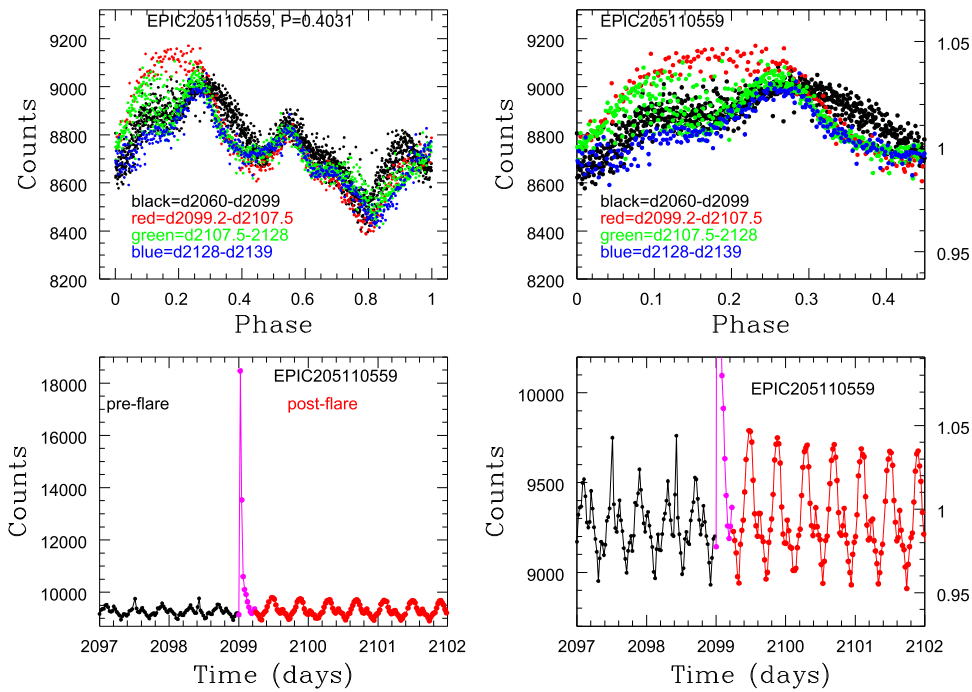 EPIC205110559, P=0.4031
9200
9000
8800
8600
8400
8200
Counts
black=d2060-d2099
red=d2099.2-d2107.5
green=d2107.5-2128
blue=d2128-d2139
0 0.2 0.4 0.6 0.8 1
Phase
EPIC205110559
9200
9000
8800
8600
8400
8200
Counts
1.05
1
0.95
black=d2060-d2099
red=d2099.2-d2107.5
green=d2107.5-2128
blue=d2128-d2139
0 0.1 0.2 0.3 0.4
Phase
EPIC205110559
pre-flare
post-flare
18000
16000
14000
12000
10000
Counts
2097 2098 2099 2100 2101 2102
Time (days)
EPIC205110559
10000
9500
9000
Counts
1.05
1
0.95
2097 2098 2099 2100 2101 2102
Time (days)